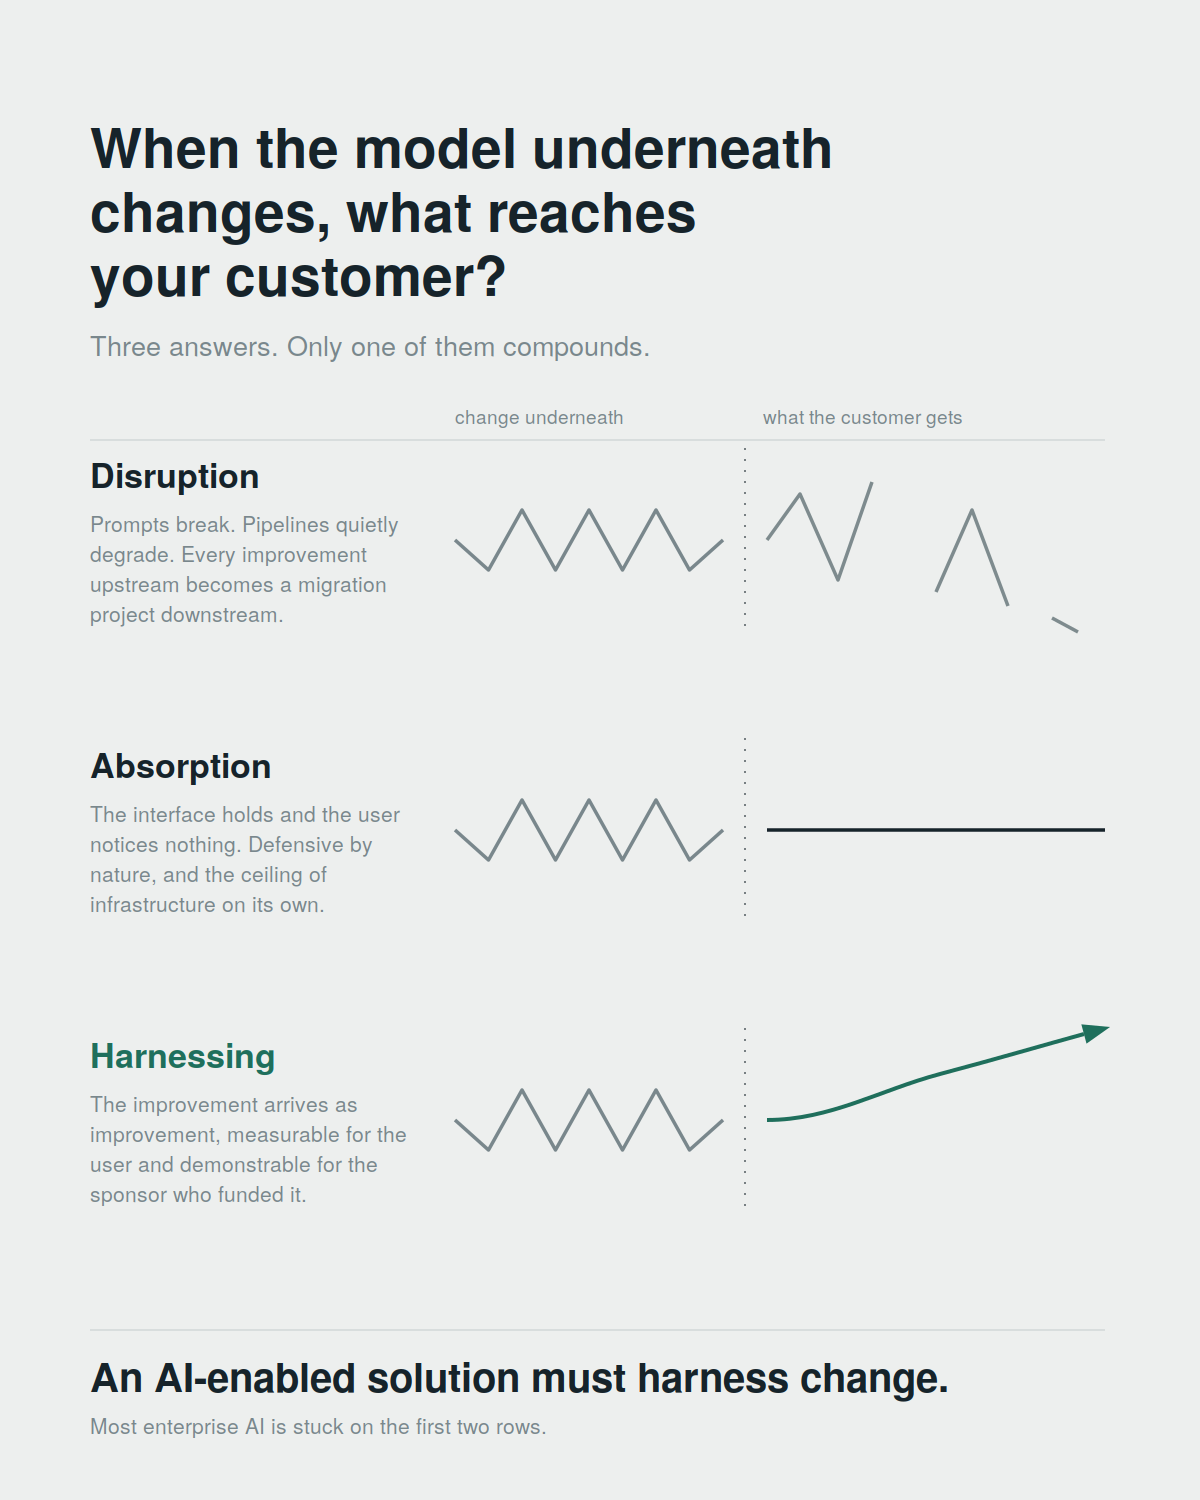 When the model underneath
changes, what reaches
your customer?
Three answers. Only one of them compounds.
change underneath
what the customer gets
Disruption
Prompts break. Pipelines quietly
degrade. Every improvement
upstream becomes a migration
project downstream.
Absorption
The interface holds and the user
notices nothing. Defensive by
nature, and the ceiling of
infrastructure on its own.
Harnessing
The improvement arrives as
improvement, measurable for the
user and demonstrable for the
sponsor who funded it.
An AI-enabled solution must harness change.
Most enterprise AI is stuck on the first two rows.